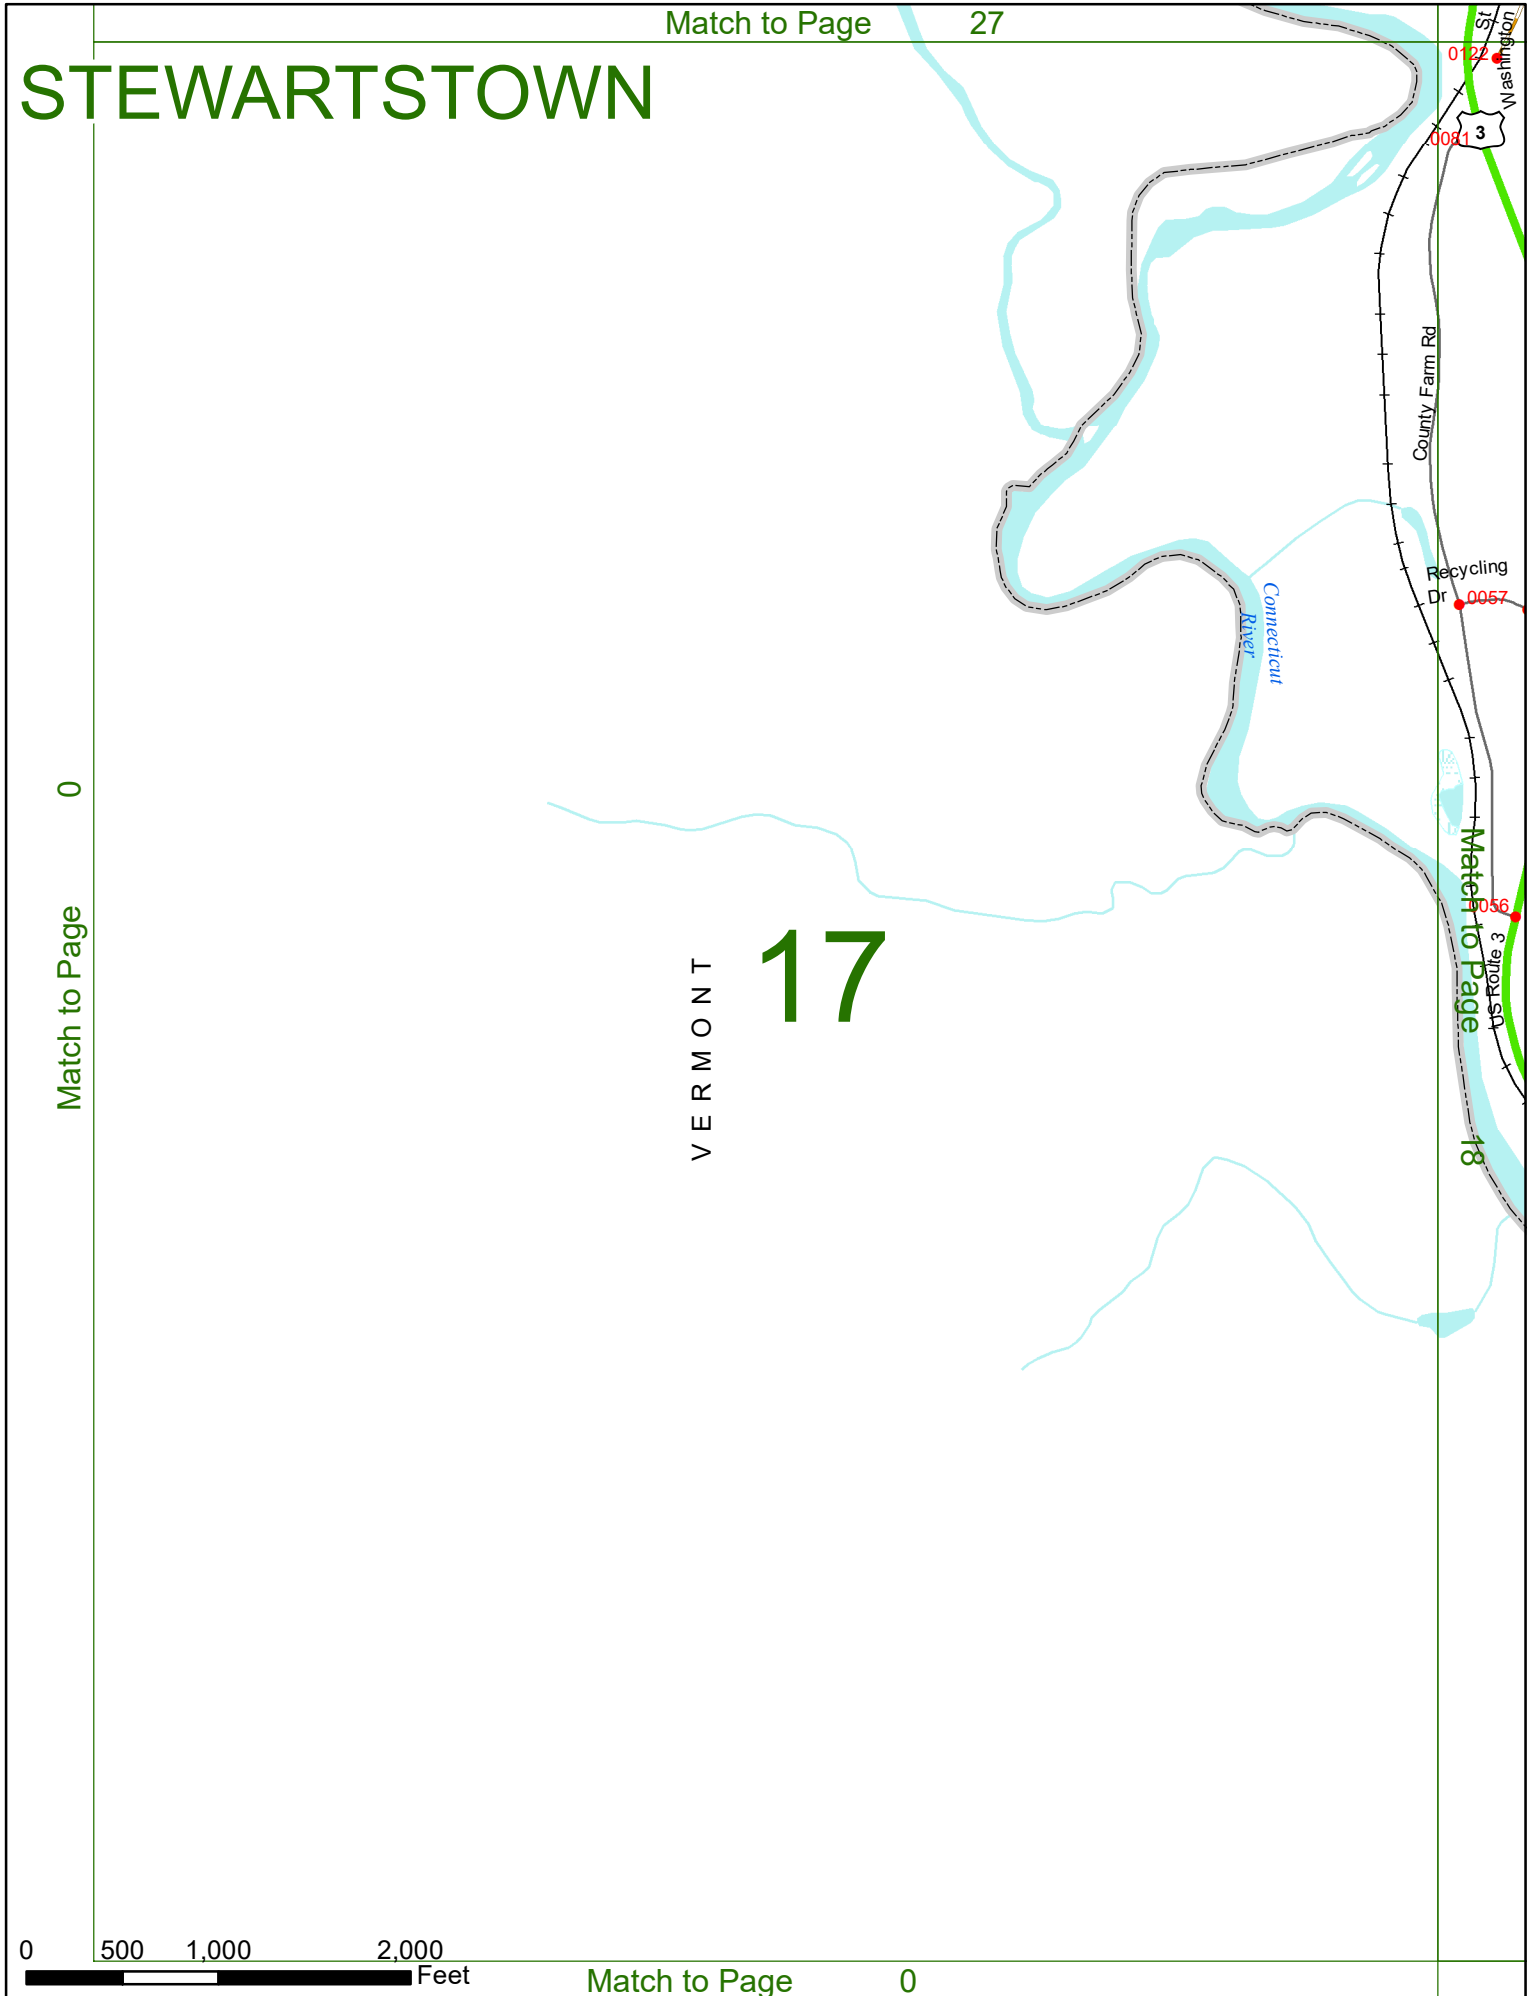 Match to Page 27
STEWARTSTOWN
St
Washington
0122
0081
3
County Farm Rd
Recycling
Dr
0057
Connecticut
River
Match to Page 0
17
VERMONT
0056
US Route 3
Match to Page 18
0 500 1,000 2,000
Feet
Match to Page 0